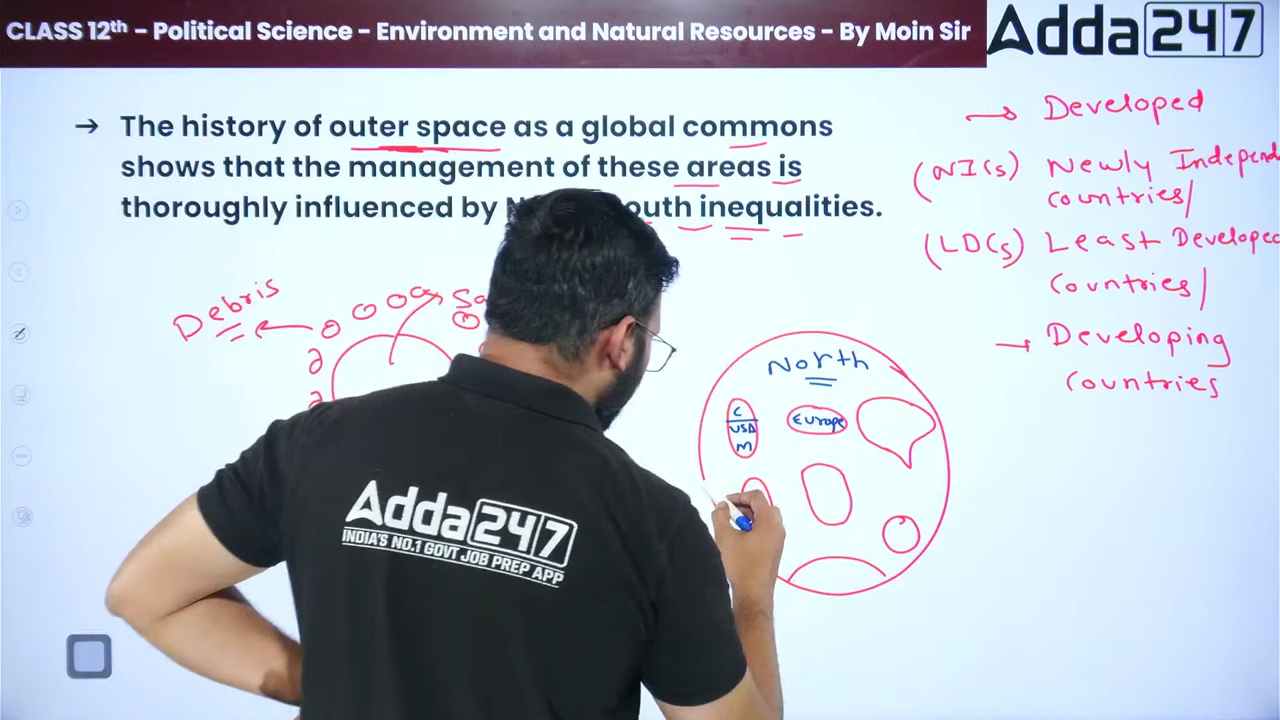 CLASS 12th - Political Science - Environment and Natural Resources - By Moin Sir
Adda247
→ The history of outer space as a global commons
shows that the management of these areas is
thoroughly influenced by inequalities.
→ Developed
(NICs) Newly
countries/
(LDCs) Least Developed
countries/
→ Developing
countries
Debris
North
C
USA
M
Europe
Adda247
INDIA'S NO.1 GOVT JOB PREP APP